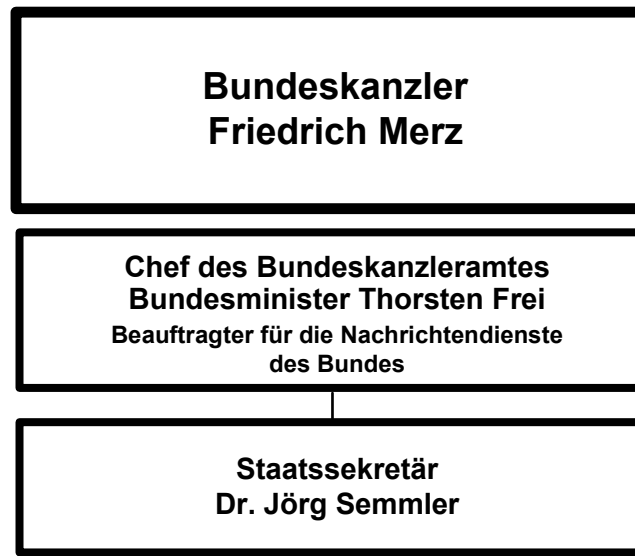 Bundeskanzler
Friedrich Merz
Chef des Bundeskanzleramtes
Bundesminister Thorsten Frei
Beauftragter für die Nachrichtendienste
des Bundes
Staatssekretär
Dr. Jörg Semmler